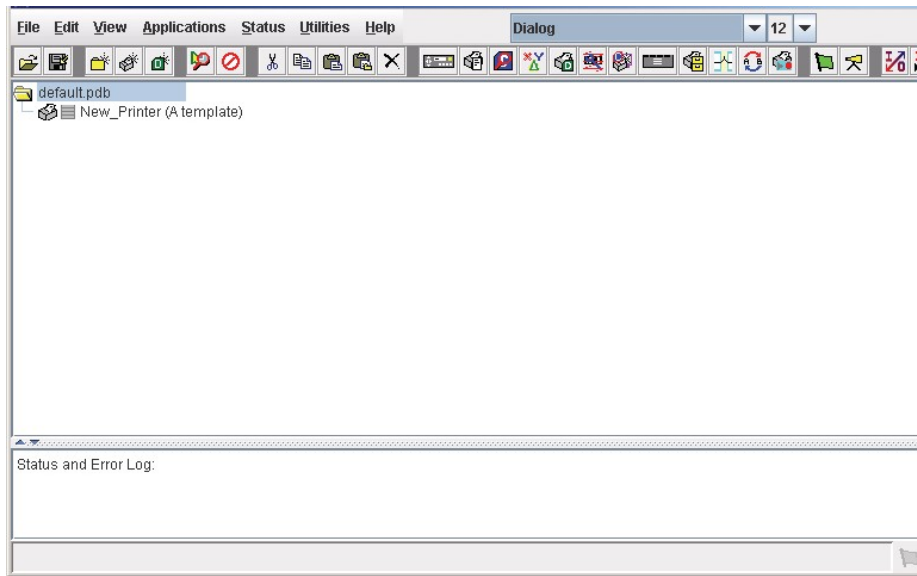 File Edit View Applications Status Utilities Help Dialog 12
default.pdb
New_Printer (A template)
Status and Error Log: